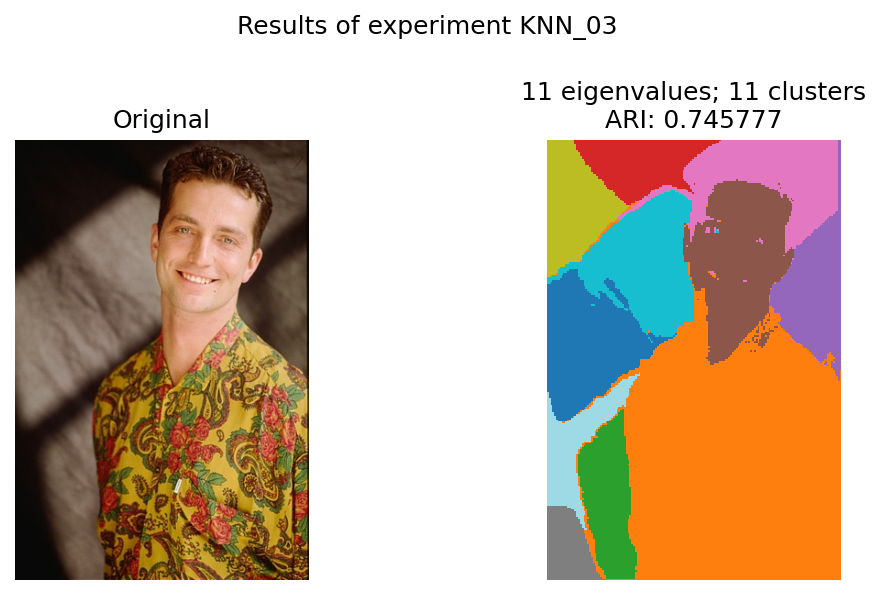 Results of experiment KNN_03
Original
11 eigenvalues; 11 clusters
ARI: 0.745777